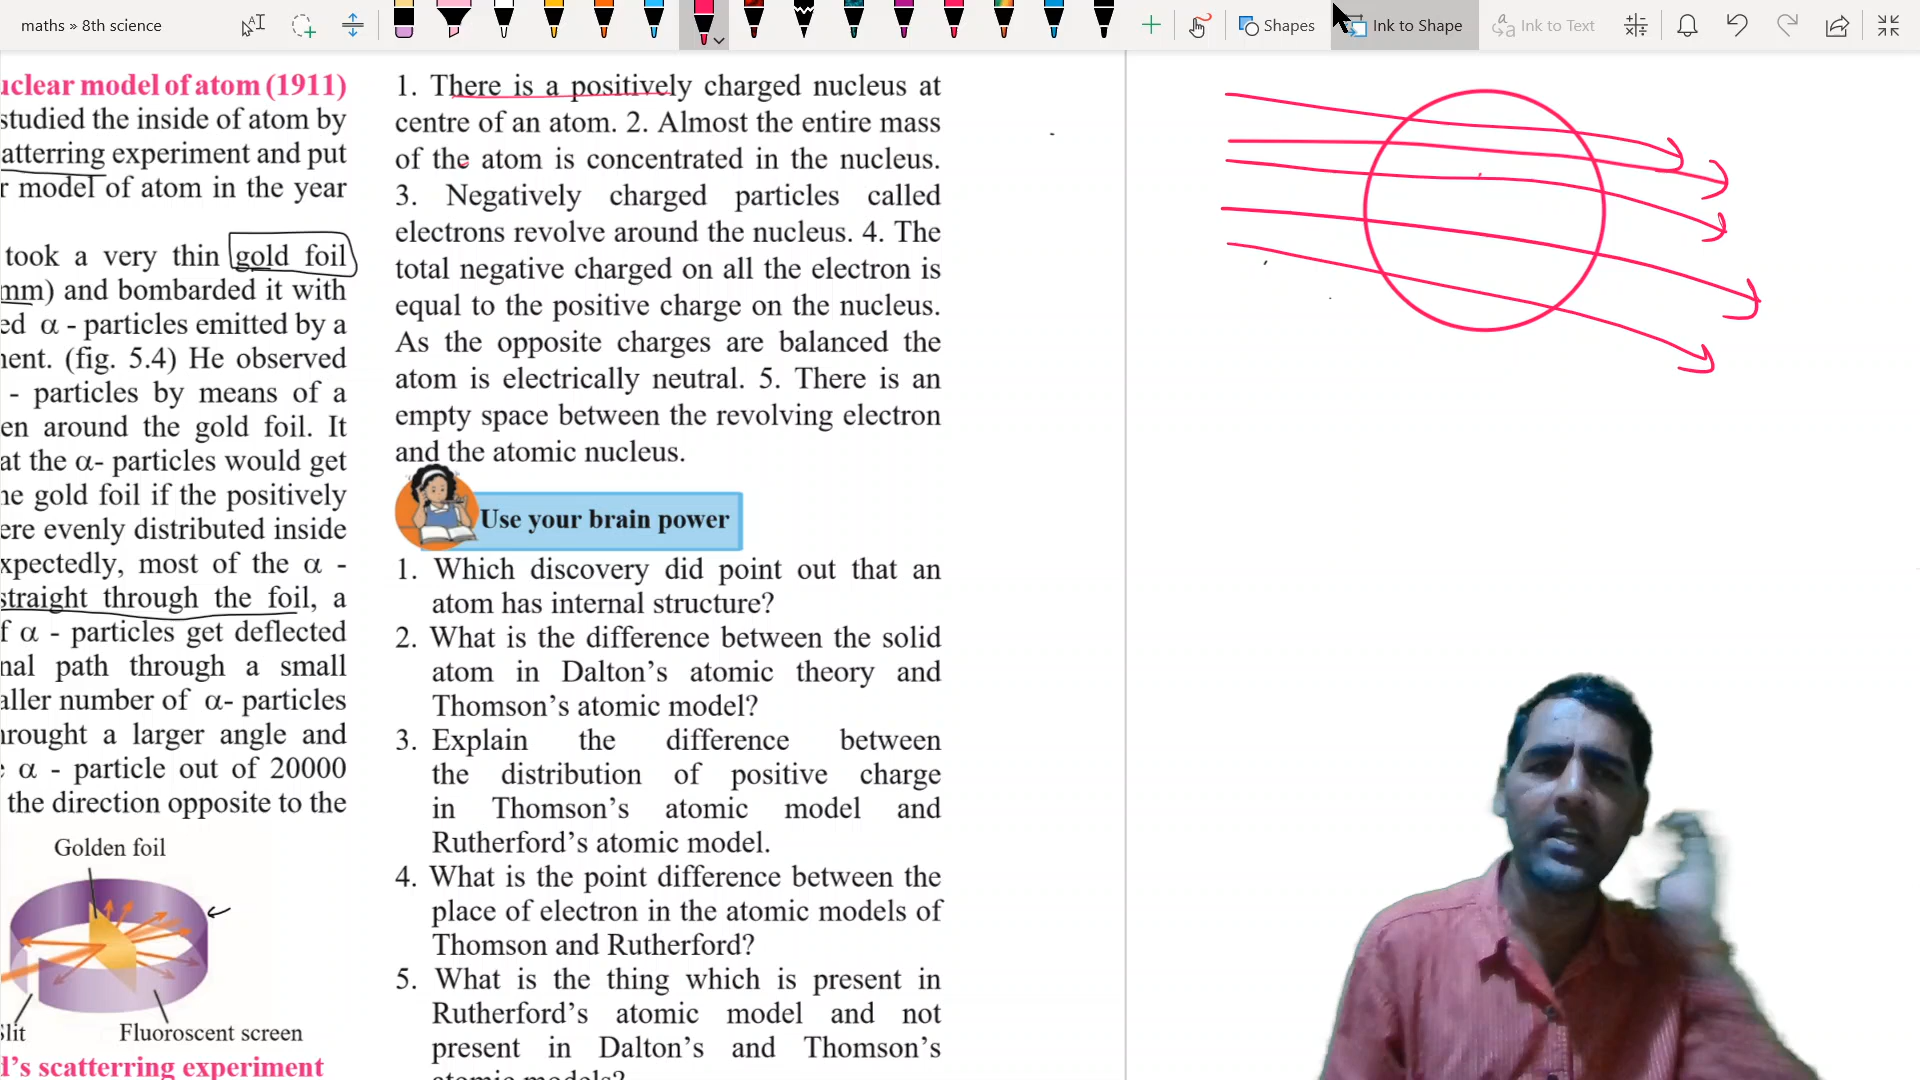 maths » 8th science
Shapes
Ink to Shape
Ink to Text
uclear model of atom (1911)
studied the inside of atom by
atterring experiment and put
r model of atom in the year
took a very thin gold foil
mm) and bombarded it with
ed α - particles emitted by a
nent. (fig. 5.4) He observed
- particles by means of a
en around the gold foil. It
at the α- particles would get
he gold foil if the positively
ere evenly distributed inside
xpectedly, most of the α -
straight through the foil, a
f α - particles get deflected
nal path through a small
aller number of α- particles
hrought a larger angle and
e α - particle out of 20000
the direction opposite to the
Golden foil
Slit
Fluoroscent screen
d's scatterring experiment
1. There is a positively charged nucleus at
centre of an atom. 2. Almost the entire mass
of the atom is concentrated in the nucleus.
3. Negatively charged particles called
electrons revolve around the nucleus. 4. The
total negative charged on all the electron is
equal to the positive charge on the nucleus.
As the opposite charges are balanced the
atom is electrically neutral. 5. There is an
empty space between the revolving electron
and the atomic nucleus.
Use your brain power
1. Which discovery did point out that an
atom has internal structure?
2. What is the difference between the solid
atom in Dalton's atomic theory and
Thomson's atomic model?
3. Explain the difference between
the distribution of positive charge
in Thomson's atomic model and
Rutherford's atomic model.
4. What is the point difference between the
place of electron in the atomic models of
Thomson and Rutherford?
5. What is the thing which is present in
Rutherford's atomic model and not
present in Dalton's and Thomson's
atomic models?